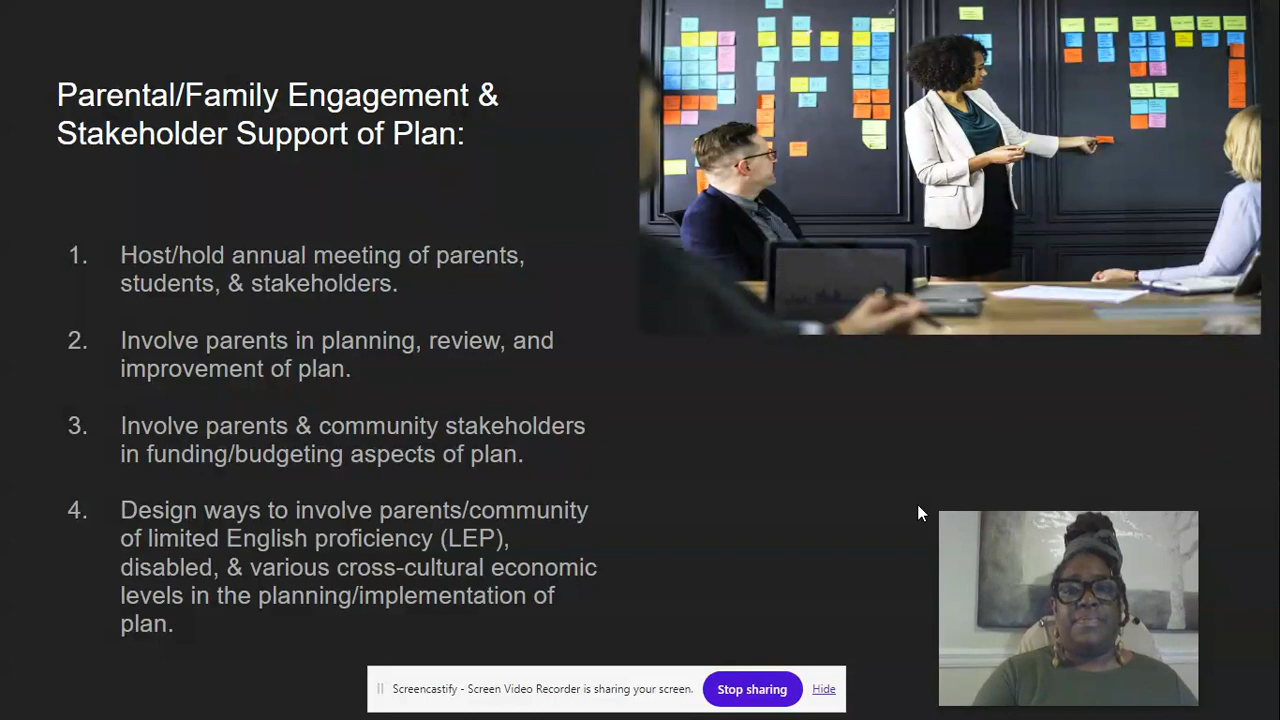 Parental/Family Engagement &
Stakeholder Support of Plan:
1. Host/hold annual meeting of parents,
students, & stakeholders.
2. Involve parents in planning, review, and
improvement of plan.
3. Involve parents & community stakeholders
in funding/budgeting aspects of plan.
4. Design ways to involve parents/community
of limited English proficiency (LEP),
disabled, & various cross-cultural economic
levels in the planning/implementation of
plan.
Screencastify - Screen Video Recorder is sharing your screen. Stop sharing Hide